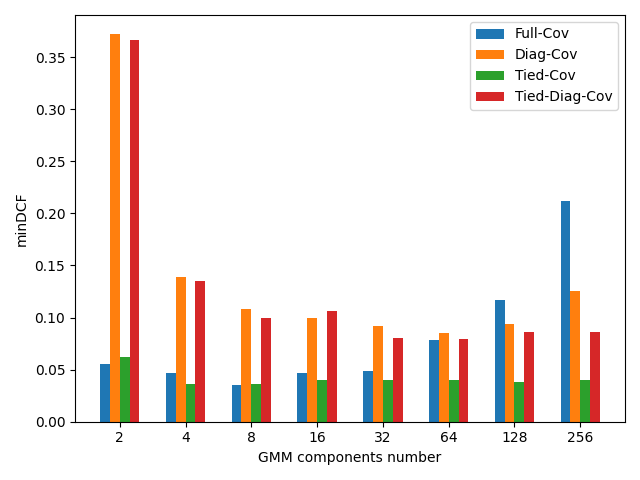 Full-Cov
Diag-Cov
Tied-Cov
Tied-Diag-Cov
minDCF
0.35
0.30
0.25
0.20
0.15
0.10
0.05
0.00
2 4 8 16 32 64 128 256
GMM components number